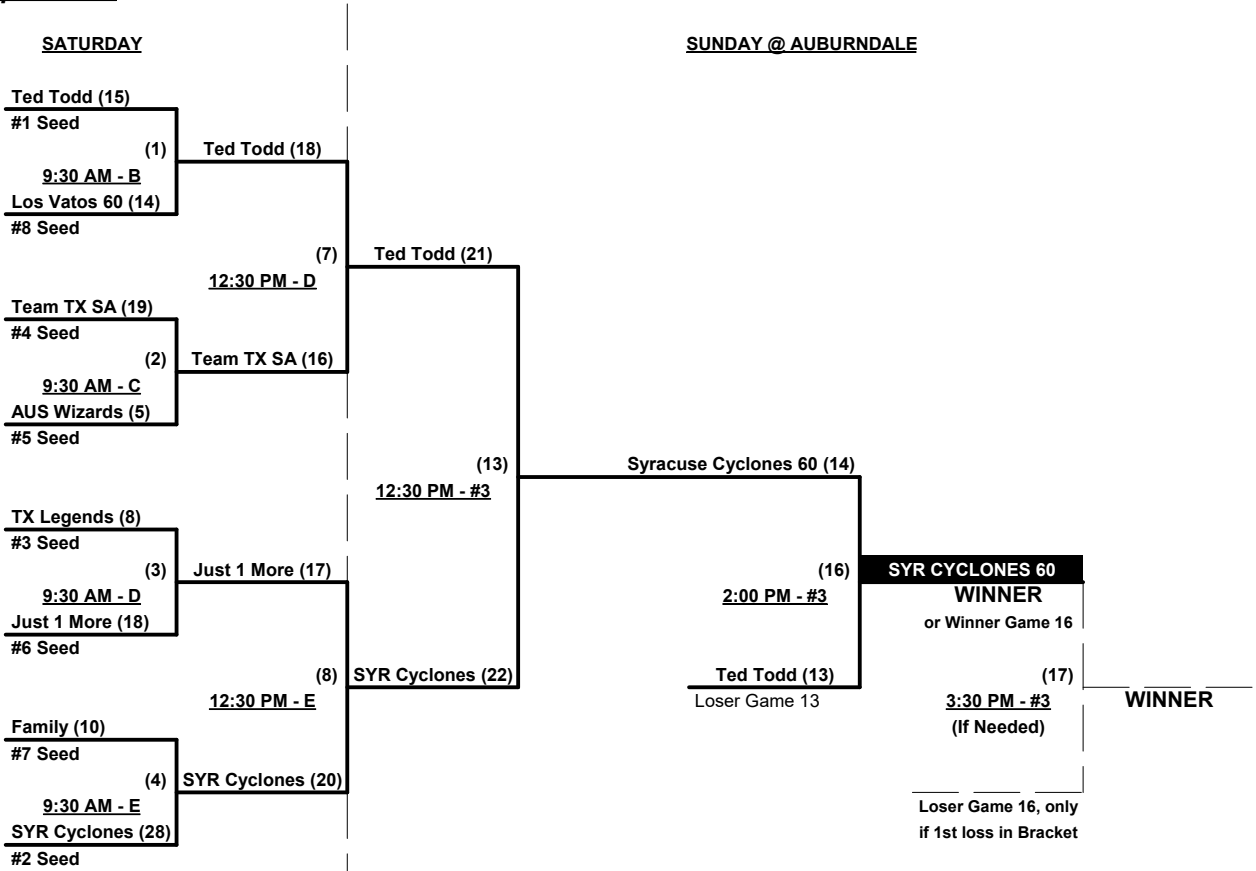 SATURDAY
SUNDAY @ AUBURNDALE
Ted Todd (15)
#1 Seed
(1)
Ted Todd (18)
9:30 AM - B
Los Vatos 60 (14)
#8 Seed
(7)
Ted Todd (21)
12:30 PM - D
Team TX SA (19)
#4 Seed
(2)
Team TX SA (16)
9:30 AM - C
AUS Wizards (5)
#5 Seed
(13)
Syracuse Cyclones 60 (14)
12:30 PM - #3
TX Legends (8)
#3 Seed
(3)
Just 1 More (17)
9:30 AM - D
Just 1 More (18)
#6 Seed
(16)
SYR CYCLONES 60
2:00 PM - #3
WINNER
or Winner Game 16
(8)
SYR Cyclones (22)
12:30 PM - E
Ted Todd (13)
Loser Game 13
(17)
3:30 PM - #3
(If Needed)
WINNER
Family (10)
#7 Seed
(4)
SYR Cyclones (20)
9:30 AM - E
SYR Cyclones (28)
#2 Seed
Loser Game 16, only
if 1st loss in Bracket